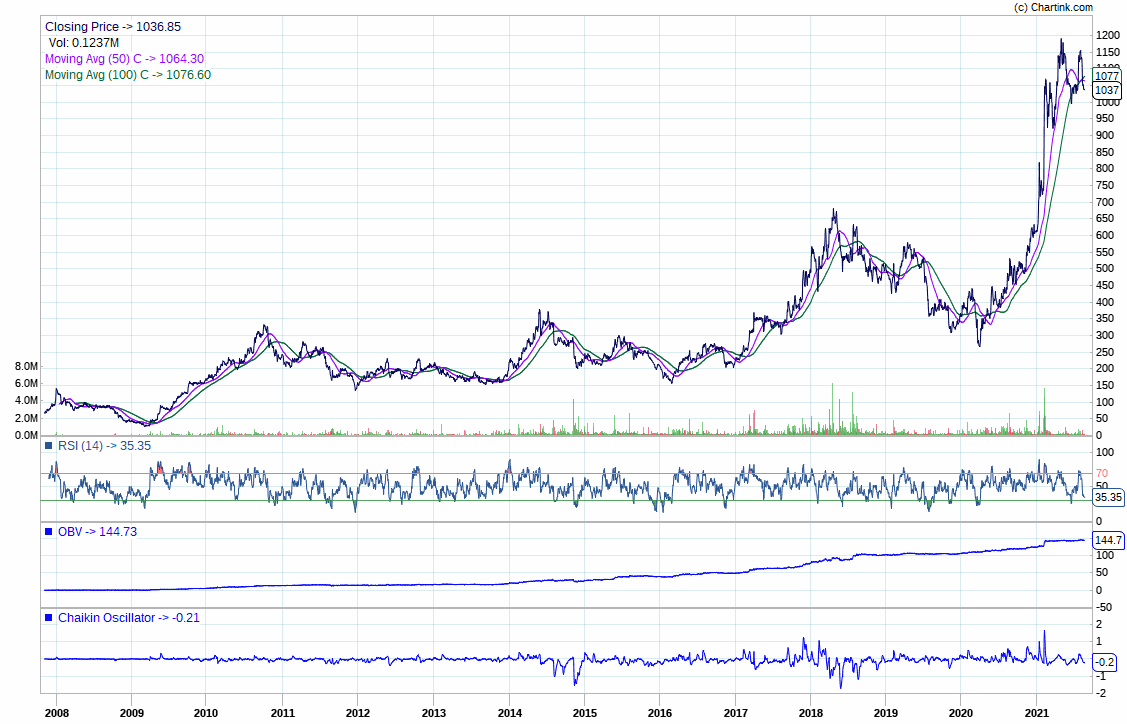 (c) Chartink.com
Closing Price -> 1036.85
Vol: 0.1237M
Moving Avg (50) C -> 1064.30
Moving Avg (100) C -> 1076.60
1200
1150
1100
1077
1037
1000
950
900
850
800
750
700
650
600
550
500
450
400
350
300
250
200
150
100
50
0
8.0M
6.0M
4.0M
2.0M
0.0M
RSI (14) -> 35.35
100
70
50
35.35
0
OBV -> 144.73
144.7
100
50
0
-50
Chaikin Oscillator -> -0.21
2
1
-0.2
-1
-2
2008 2009 2010 2011 2012 2013 2014 2015 2016 2017 2018 2019 2020 2021